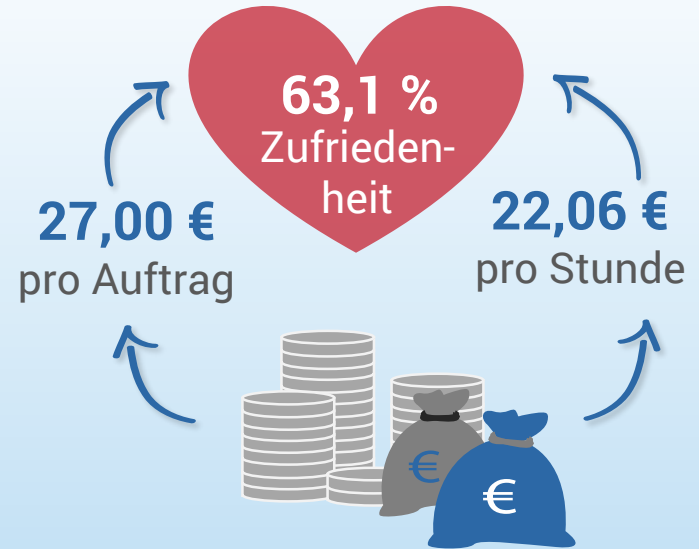 63,1 %
Zufrieden-
heit
27,00 €
pro Auftrag
22,06 €
pro Stunde
€
€